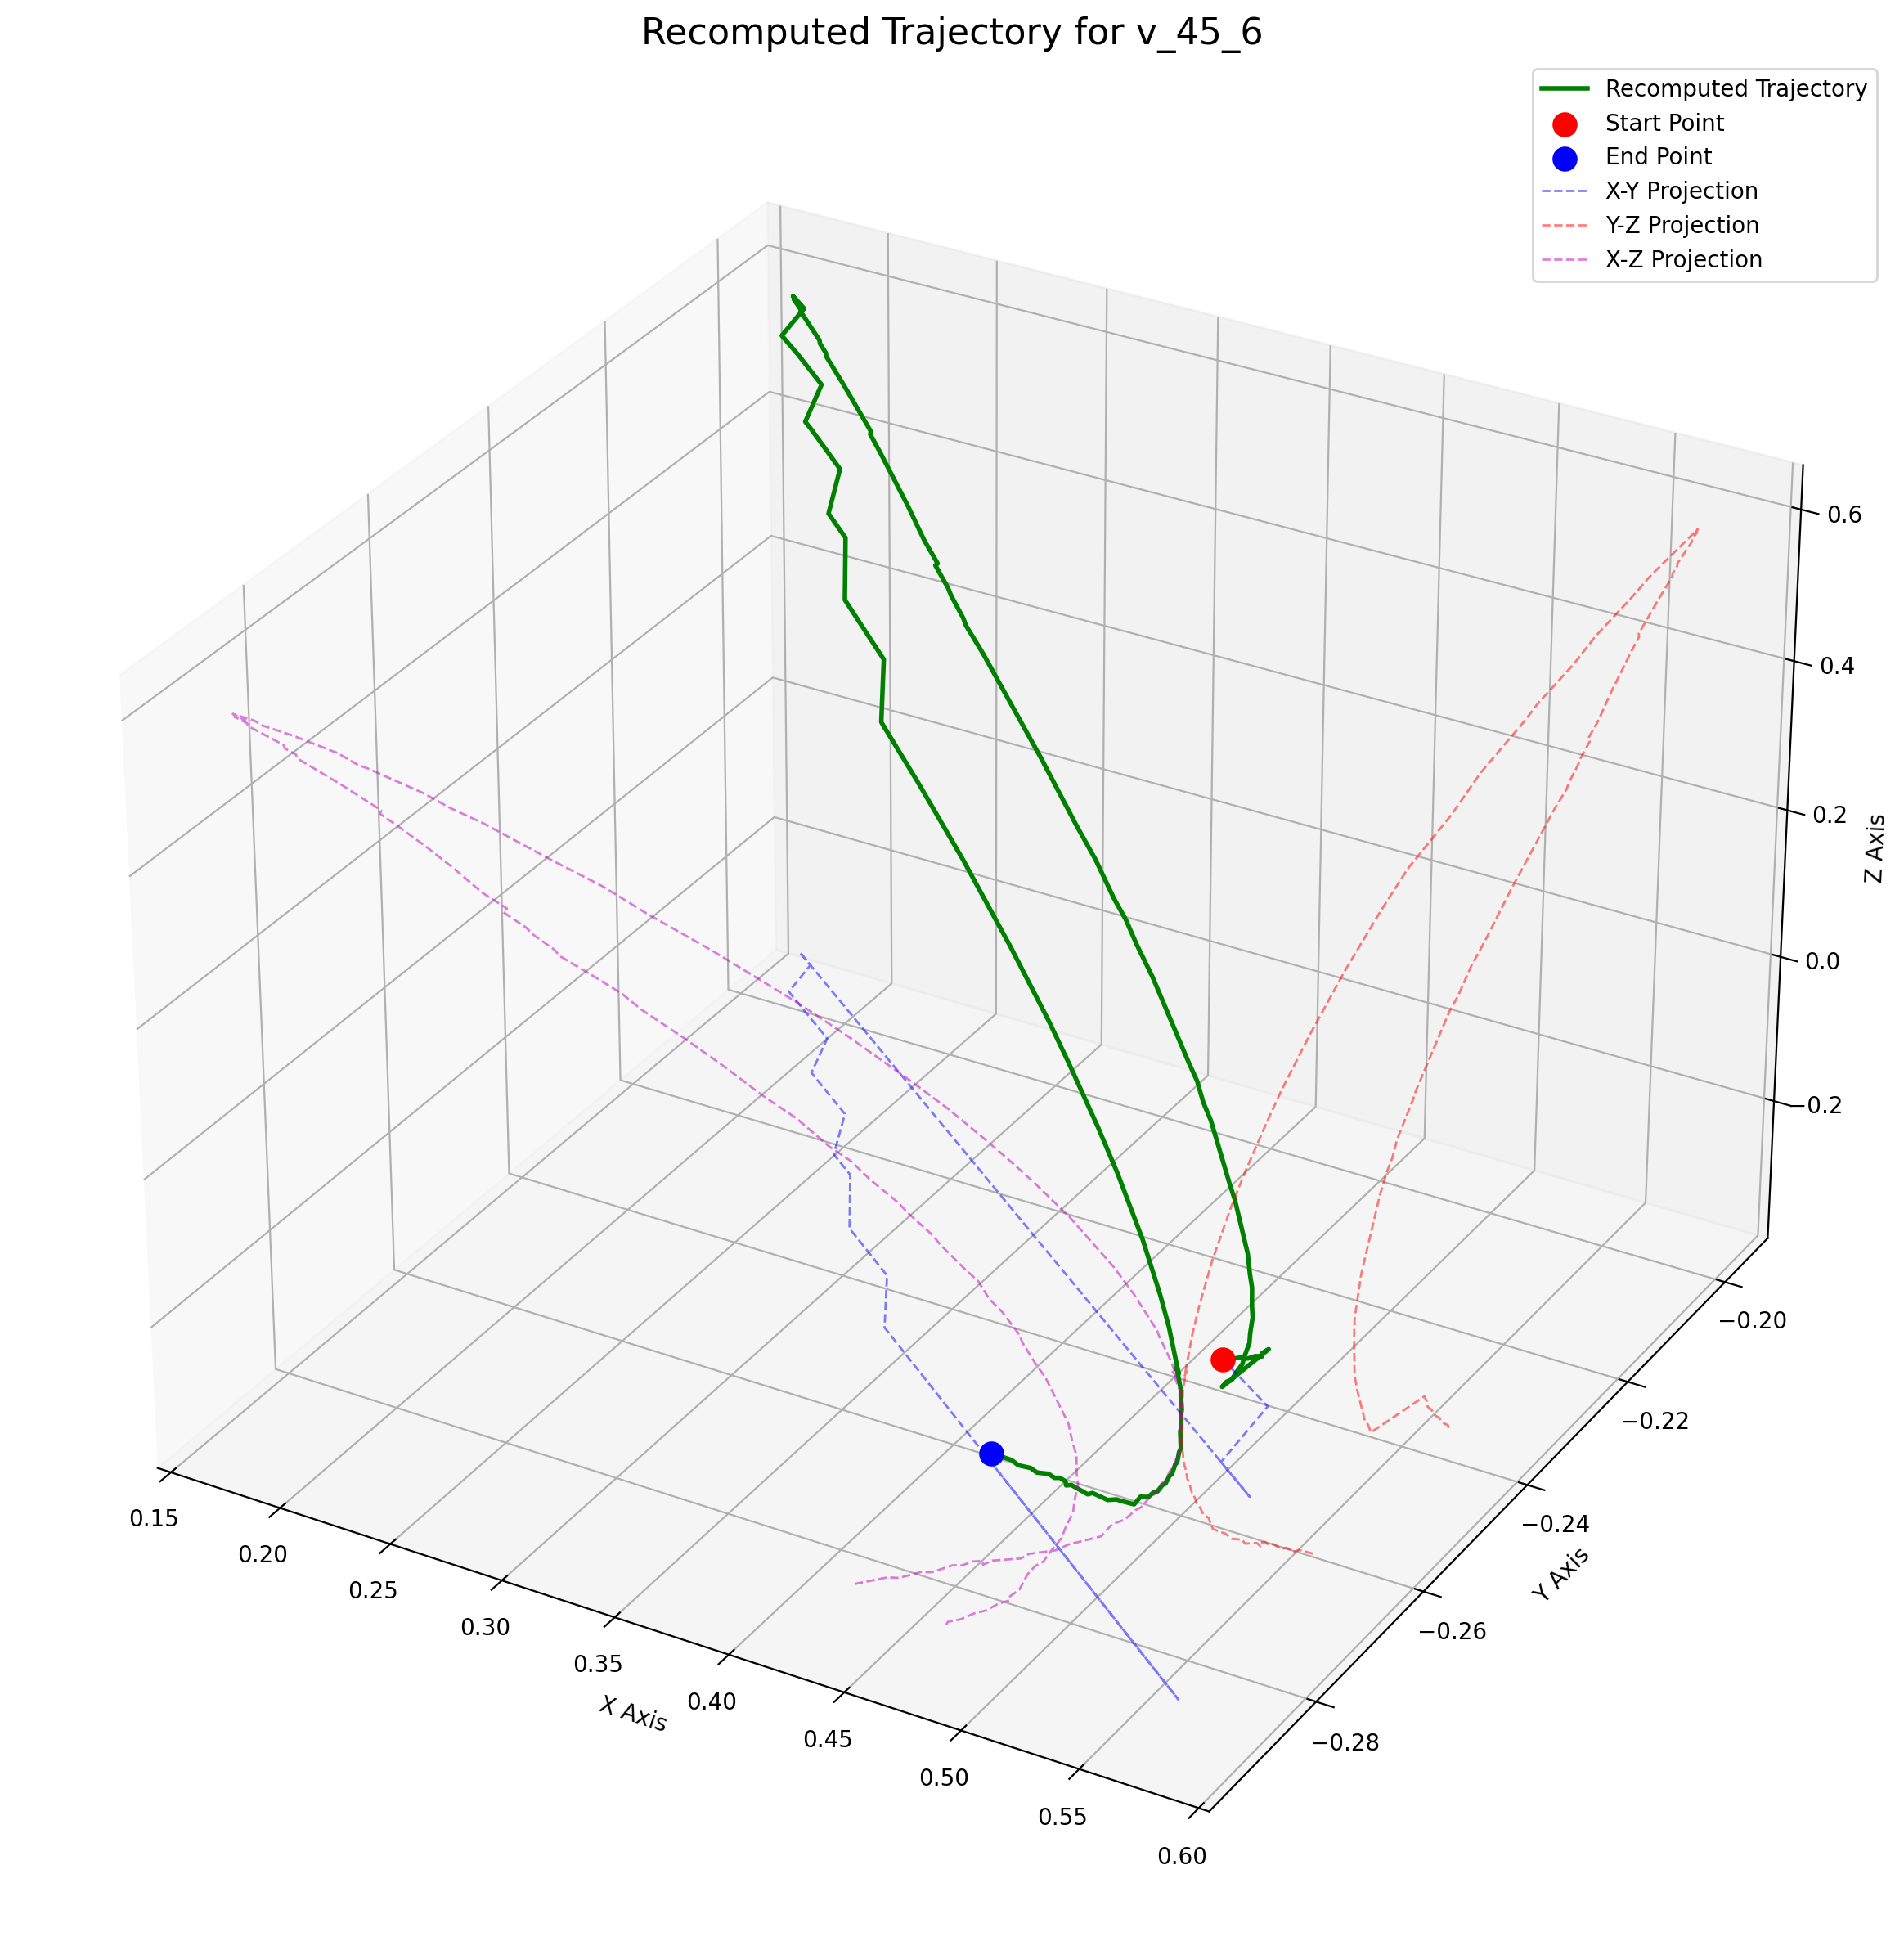 Recomputed Trajectory for v_45_6
Recomputed Trajectory
Start Point
End Point
X-Y Projection
Y-Z Projection
X-Z Projection
0.6
0.4
0.2
0.0
−0.2
Z Axis
−0.20
−0.22
−0.24
−0.26
−0.28
Y Axis
0.15
0.20
0.25
0.30
0.35
0.40
0.45
0.50
0.55
0.60
X Axis